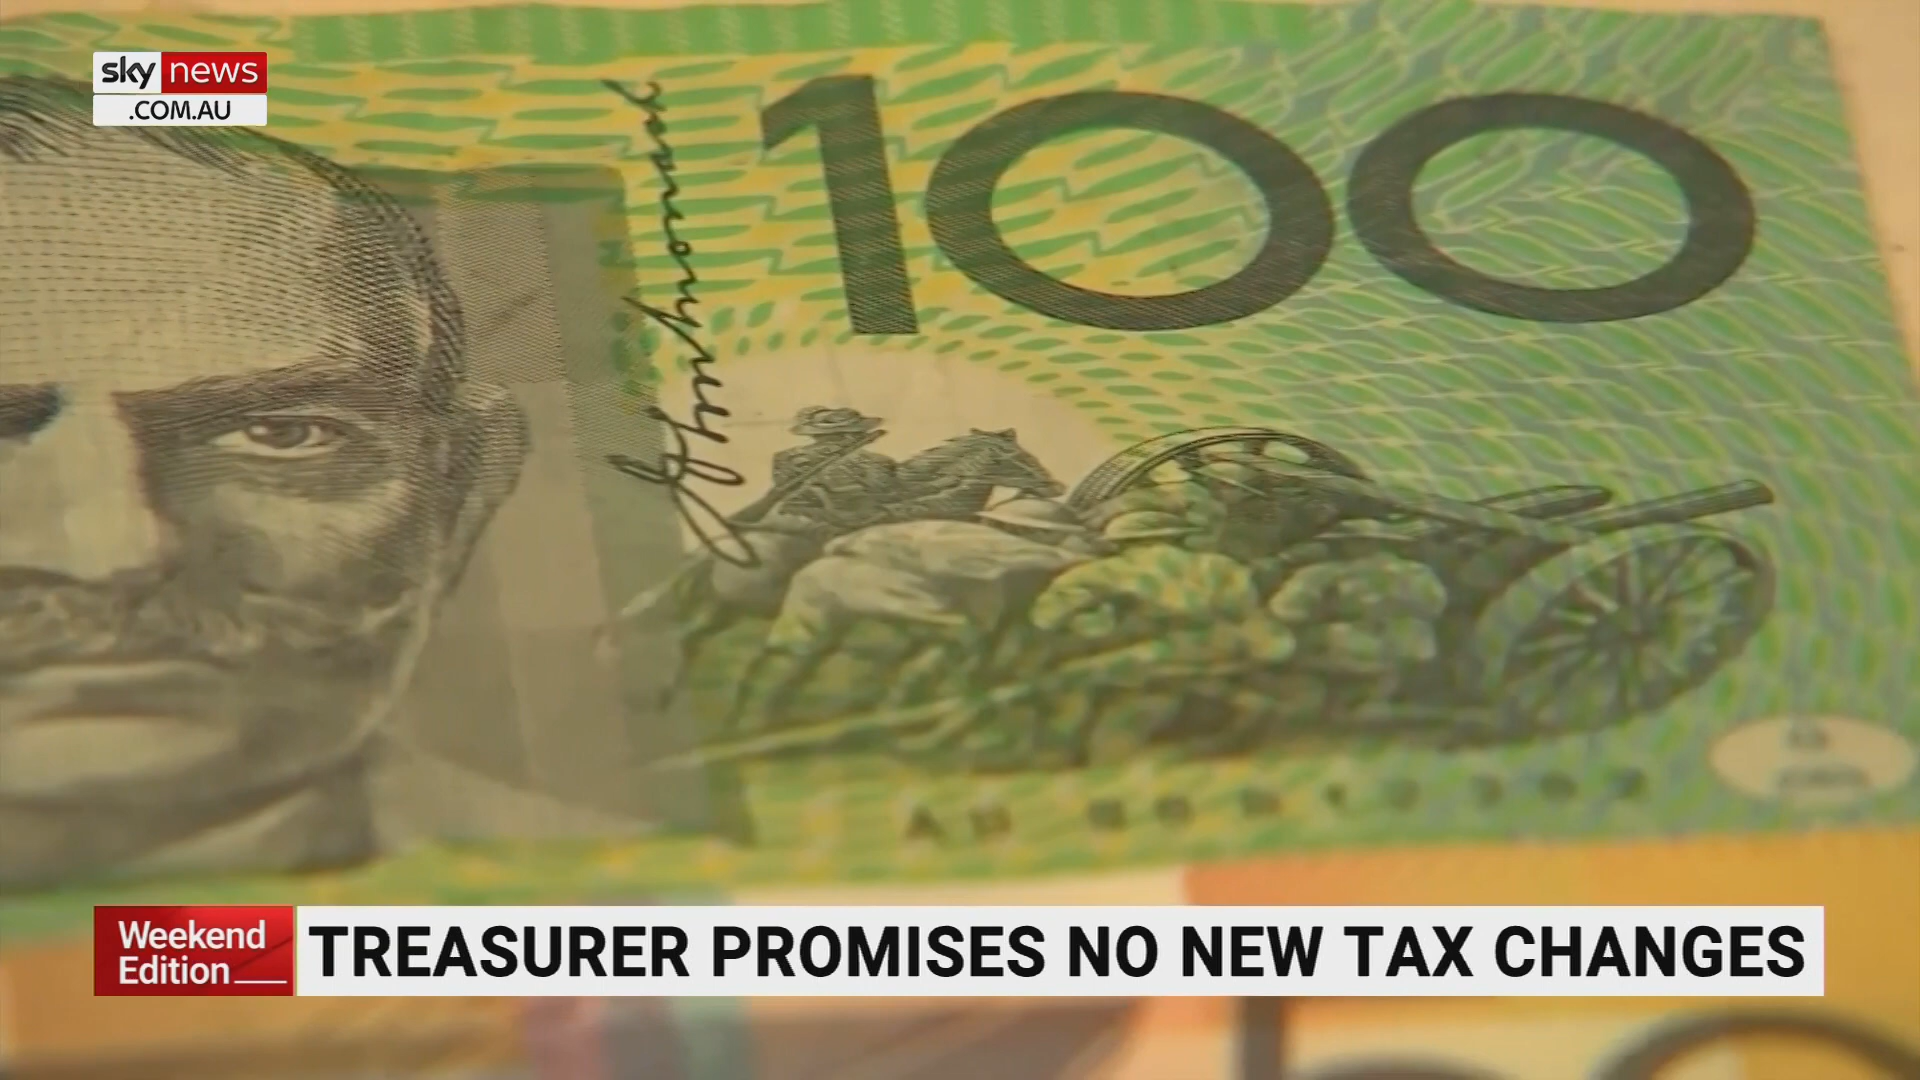 sky news
.COM.AU
100
Weekend
Edition
TREASURER PROMISES NO NEW TAX CHANGES